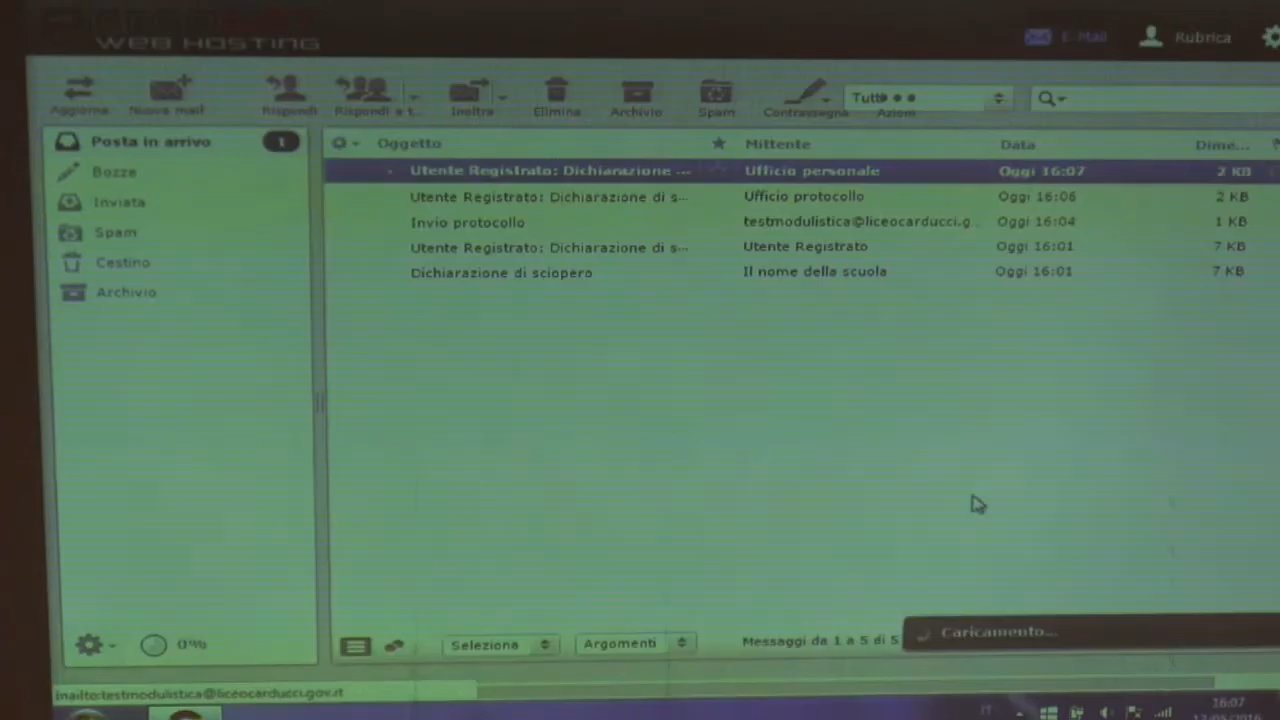 WEB HOSTING
E-Mail Rubrica
Aggiorna Nuova mail Rispondi Rispondi a t... Inoltra Elimina Archivio Spam Contrassegna Azioni
Tutti
Posta in arrivo 1
Bozze
Inviata
Spam
Cestino
Archivio
Oggetto Mittente Data Dime...
Utente Registrato: Dichiarazione ... Ufficio personale Oggi 16:07 2 KB
Utente Registrato: Dichiarazione di s... Ufficio protocollo Oggi 16:06 2 KB
Invio protocollo testmodulistica@liceocarducci.g... Oggi 16:04 1 KB
Utente Registrato: Dichiarazione di s... Utente Registrato Oggi 16:01 7 KB
Dichiarazione di sciopero Il nome della scuola Oggi 16:01 7 KB
0%
Seleziona Argomenti Messaggi da 1 a 5 di 5
Caricamento...
mailto:testmodulistica@liceocarducci.gov.it
IT 16:07